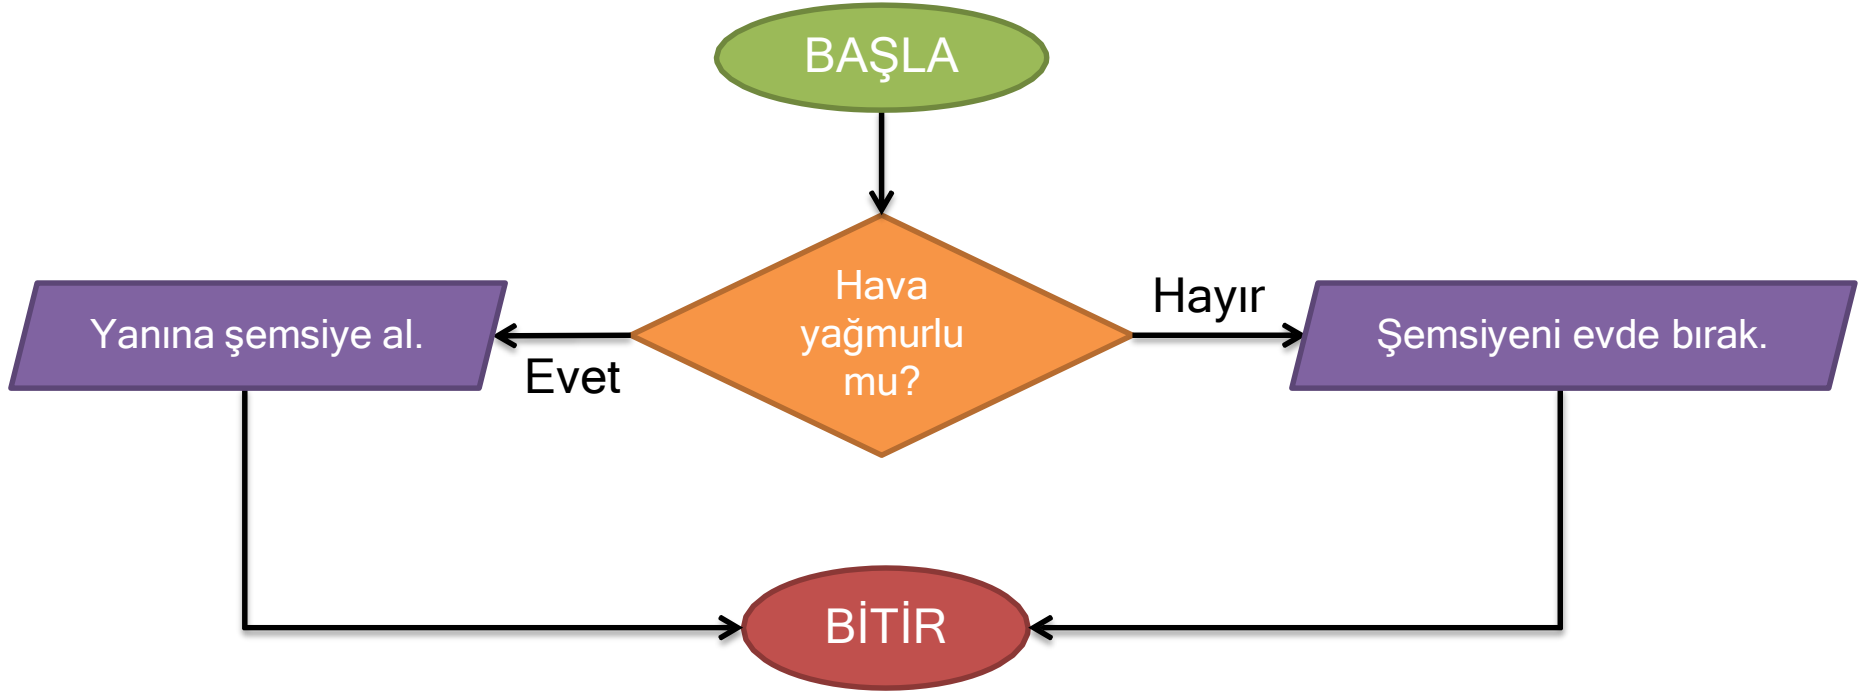 BAŞLA
Hava
yağmurlu
mu?
Evet
Hayır
Yanına şemsiye al.
Şemsiyeni evde bırak.
BİTİR